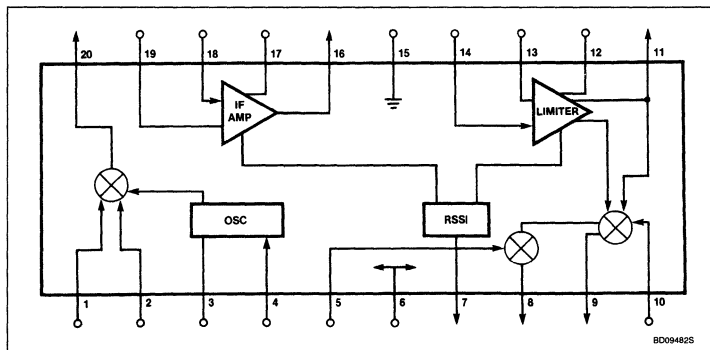 20 19 18 17 16 15 14 13 12 11
IF
AMP
LIMITER
OSC
RSSI
1 2 3 4 5 6 7 8 9 10
BD09482S